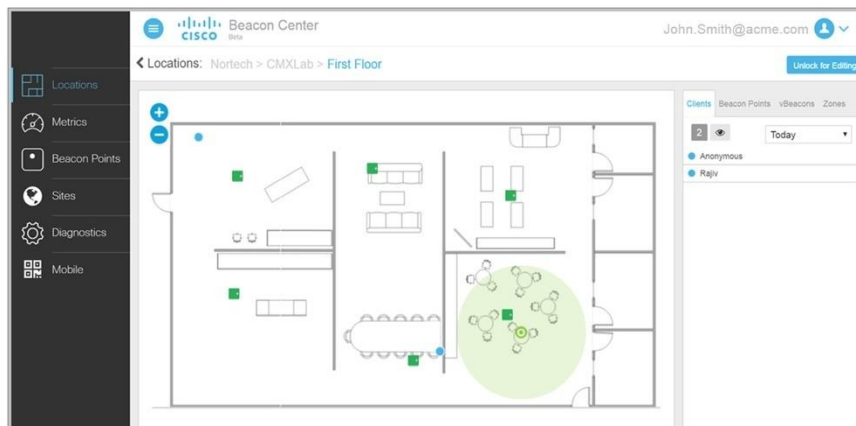 CISCO
Beacon Center
Beta
John.Smith@acme.com
Locations: Nortech > CMXLab > First Floor
Unlock for Editing
Locations
Metrics
Beacon Points
Sites
Diagnostics
Mobile
Clients Beacon Points vBeacons Zones
2
Today
Anonymous
Rajiv